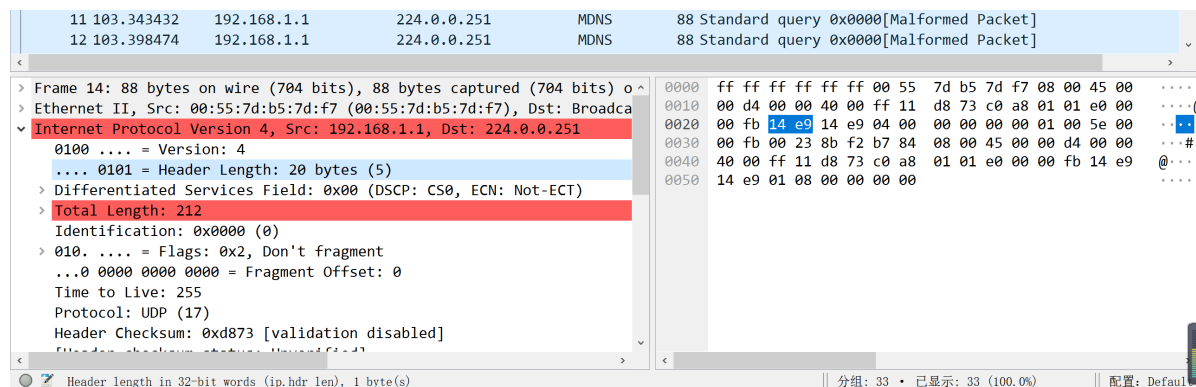 11 103.343432 192.168.1.1 224.0.0.251 MDNS 88 Standard query 0x0000[Malformed Packet]
12 103.398474 192.168.1.1 224.0.0.251 MDNS 88 Standard query 0x0000[Malformed Packet]
Frame 14: 88 bytes on wire (704 bits), 88 bytes captured (704 bits) o
Ethernet II, Src: 00:55:7d:b5:7d:f7 (00:55:7d:b5:7d:f7), Dst: Broadca
Internet Protocol Version 4, Src: 192.168.1.1, Dst: 224.0.0.251
0100 .... = Version: 4
.... 0101 = Header Length: 20 bytes (5)
Differentiated Services Field: 0x00 (DSCP: CS0, ECN: Not-ECT)
Total Length: 212
Identification: 0x0000 (0)
010. .... = Flags: 0x2, Don't fragment
...0 0000 0000 0000 = Fragment Offset: 0
Time to Live: 255
Protocol: UDP (17)
Header Checksum: 0xd873 [validation disabled]
[Header checksum status: Unverified]
0000 ff ff ff ff ff ff 00 55 7d b5 7d f7 08 00 45 00 ····
0010 00 d4 00 00 40 00 ff 11 d8 73 c0 a8 01 01 e0 00 ····(
0020 00 fb 14 e9 14 e9 04 00 00 00 00 00 01 00 5e 00 ····
0030 00 fb 00 23 8b f2 b7 84 08 00 45 00 00 d4 00 00 ···#
0040 40 00 ff 11 d8 73 c0 a8 01 01 e0 00 00 fb 14 e9 @···
0050 14 e9 01 08 00 00 00 00 ····
Header length in 32-bit words (ip.hdr_len), 1 byte(s)
分组: 33 · 已显示: 33 (100.0%)
配置: Defaul